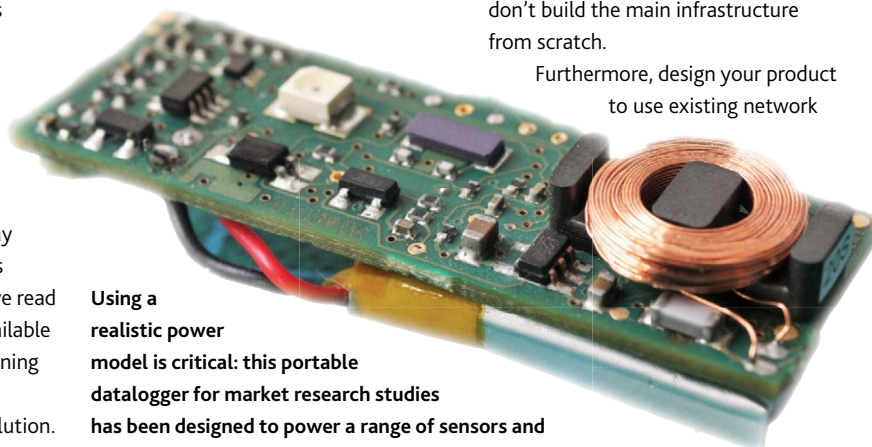 s
y
s
e read
ilable
ning
lution.
Using a
realistic power
model is critical: this portable
datalogger for market research studies
has been designed to power a range of sensors and
don’t build the main infrastructure
from scratch.
Furthermore, design your product
to use existing network